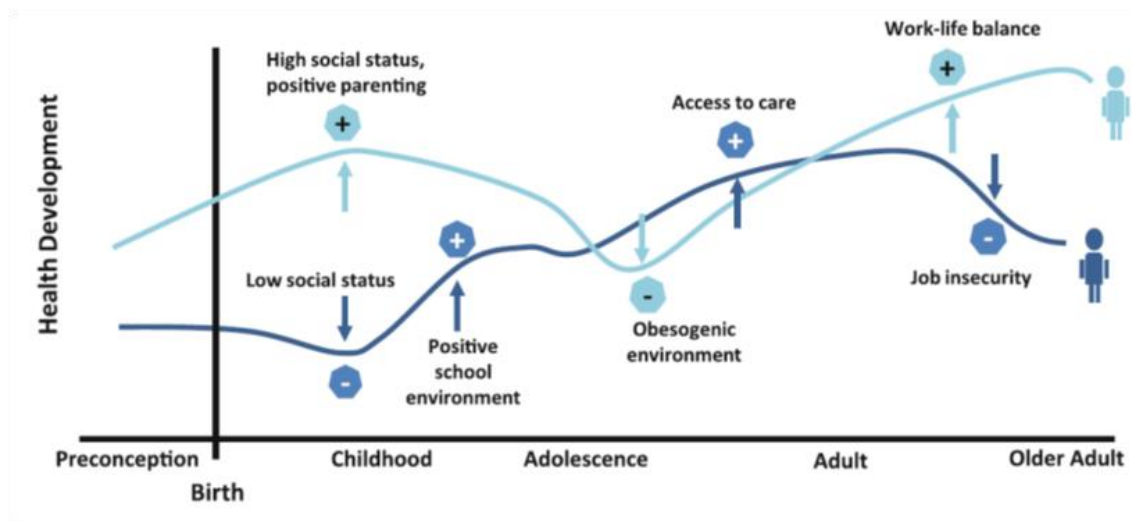 Work-life balance
+
High social status,
positive parenting
+
Access to care
+
Health Development
+
Low social status
-
Job insecurity
-
Obesogenic
environment
-
Positive
school
environment
Preconception
Childhood
Adolescence
Adult
Older Adult
Birth